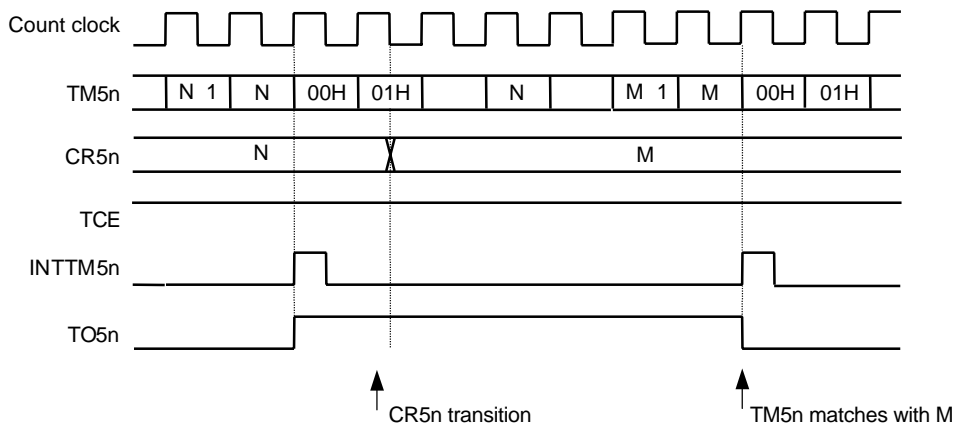 Count clock
TM5n N 1 N 00H 01H N M 1 M 00H 01H
CR5n N M
TCE
INTTM5n
TO5n
CR5n transition TM5n matches with M